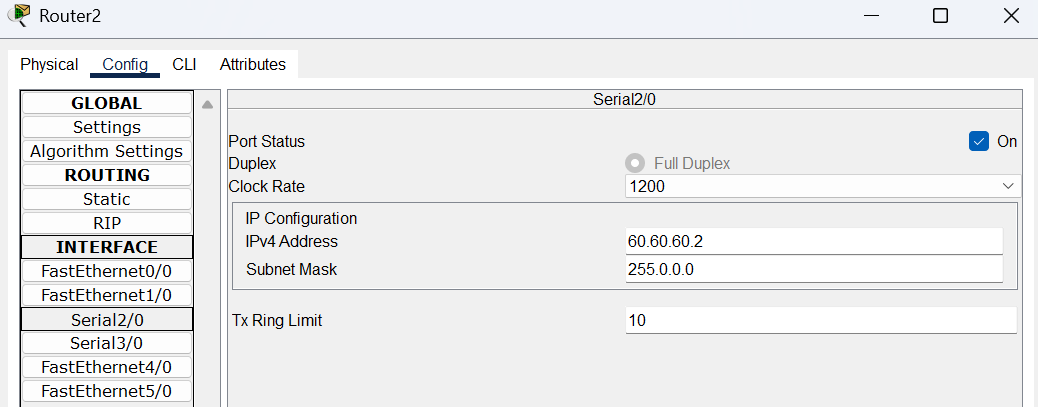 Router2
Physical Config CLI Attributes
GLOBAL
Settings
Algorithm Settings
ROUTING
Static
RIP
INTERFACE
FastEthernet0/0
FastEthernet1/0
Serial2/0
Serial3/0
FastEthernet4/0
FastEthernet5/0
Serial2/0
Port Status On
Duplex Full Duplex
Clock Rate 1200
IP Configuration
IPv4 Address 60.60.60.2
Subnet Mask 255.0.0.0
Tx Ring Limit 10